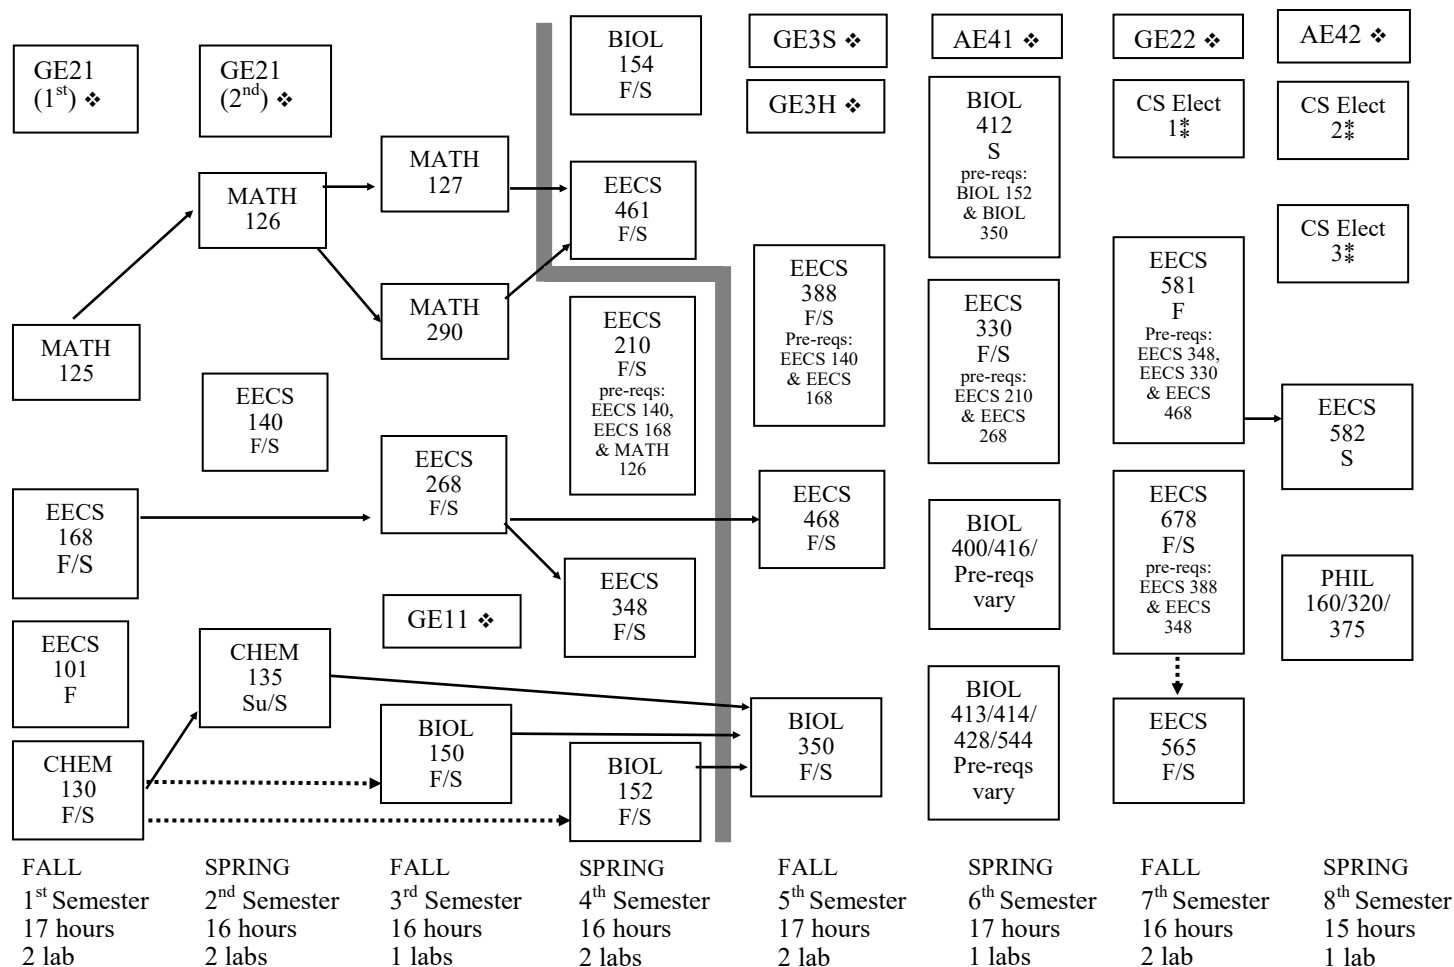 GE21
(1st) ❖
MATH
125
EECS
168
F/S
EECS
101
F
CHEM
130
F/S
FALL
1st Semester
17 hours
2 lab
GE21
(2nd) ❖
MATH
126
EECS
140
F/S
CHEM
135
Su/S
SPRING
2nd Semester
16 hours
2 labs
MATH
127
MATH
290
EECS
268
F/S
GE11 ❖
BIOL
150
F/S
FALL
3rd Semester
16 hours
1 labs
BIOL
154
F/S
EECS
461
F/S
EECS
210
F/S
pre-reqs:
EECS 140,
EECS 168
& MATH
126
EECS
348
F/S
BIOL
152
F/S
SPRING
4th Semester
16 hours
2 labs
GE3S ❖
GE3H ❖
EECS
388
F/S
Pre-reqs:
EECS 140
& EECS
168
EECS
468
F/S
BIOL
350
F/S
FALL
5th Semester
17 hours
2 lab
AE41 ❖
BIOL
412
S
pre-reqs:
BIOL 152
& BIOL
350
EECS
330
F/S
pre-reqs:
EECS 210
& EECS
268
BIOL
400/416/
Pre-reqs
vary
BIOL
413/414/
428/544
Pre-reqs
vary
SPRING
6th Semester
17 hours
1 labs
GE22 ❖
CS Elect
1⁑
EECS
581
F
Pre-reqs:
EECS 348,
EECS 330
& EECS
468
EECS
678
F/S
pre-reqs:
EECS 388
& EECS
348
EECS
565
F/S
FALL
7th Semester
16 hours
2 lab
AE42 ❖
CS Elect
2⁑
CS Elect
3⁑
EECS
582
S
PHIL
160/320/
375
SPRING
8th Semester
15 hours
1 lab